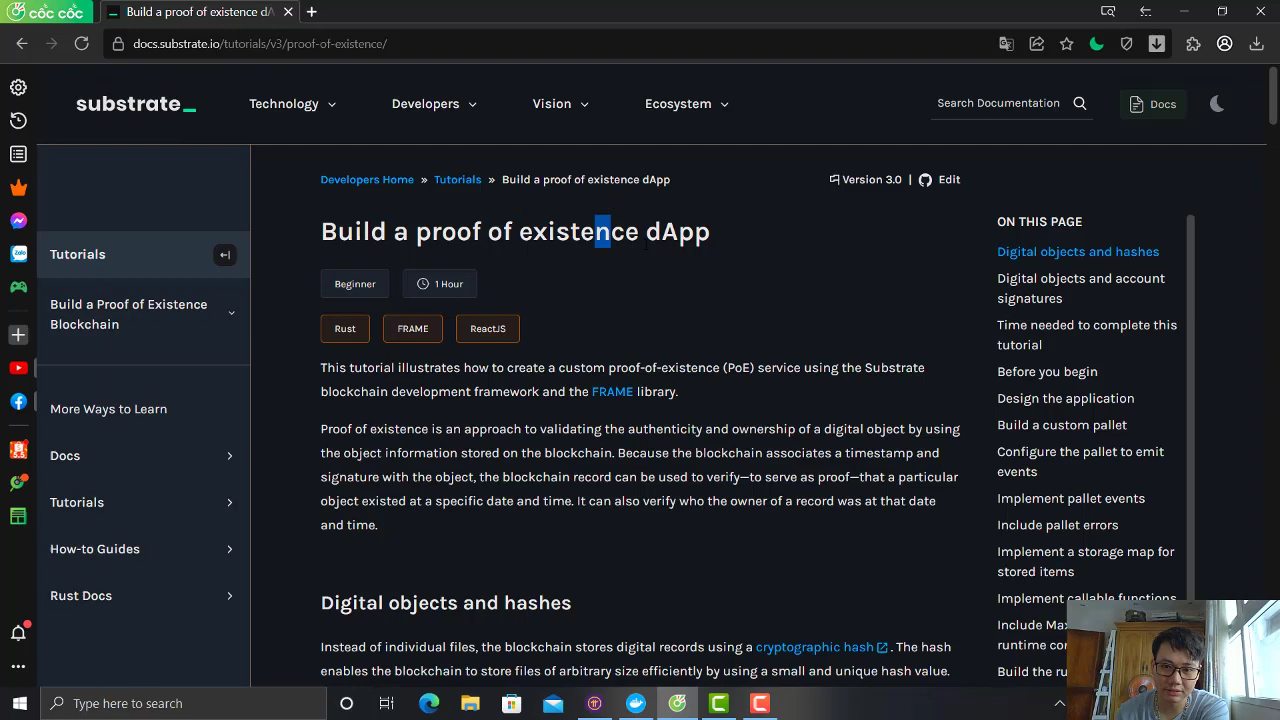 cốc cốc
Build a proof of existence dA
docs.substrate.io/tutorials/v3/proof-of-existence/
substrate_
Technology
Developers
Vision
Ecosystem
Search Documentation
Docs
Developers Home » Tutorials » Build a proof of existence dApp
Version 3.0 | Edit
Tutorials
Build a Proof of Existence
Blockchain
More Ways to Learn
Docs
Tutorials
How-to Guides
Rust Docs
Build a proof of existence dApp
Beginner
1 Hour
Rust
FRAME
ReactJS
This tutorial illustrates how to create a custom proof-of-existence (PoE) service using the Substrate
blockchain development framework and the FRAME library.
Proof of existence is an approach to validating the authenticity and ownership of a digital object by using
the object information stored on the blockchain. Because the blockchain associates a timestamp and
signature with the object, the blockchain record can be used to verify—to serve as proof—that a particular
object existed at a specific date and time. It can also verify who the owner of a record was at that date
and time.
Digital objects and hashes
Instead of individual files, the blockchain stores digital records using a cryptographic hash. The hash
enables the blockchain to store files of arbitrary size efficiently by using a small and unique hash value.
ON THIS PAGE
Digital objects and hashes
Digital objects and account
signatures
Time needed to complete this
tutorial
Before you begin
Design the application
Build a custom pallet
Configure the pallet to emit
events
Implement pallet events
Include pallet errors
Implement a storage map for
stored items
Implement callable functions
Include Ma
runtime co
Build the ru
Zalo
Type here to search